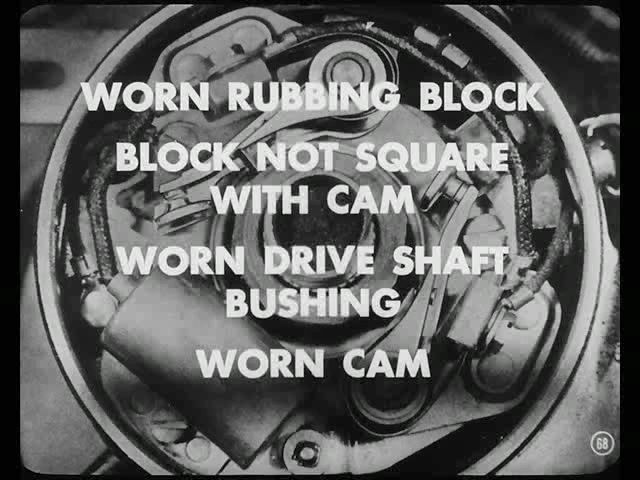 WORN RUBBING BLOCK
BLOCK NOT SQUARE
WITH CAM
WORN DRIVE SHAFT
BUSHING
WORN CAM
68